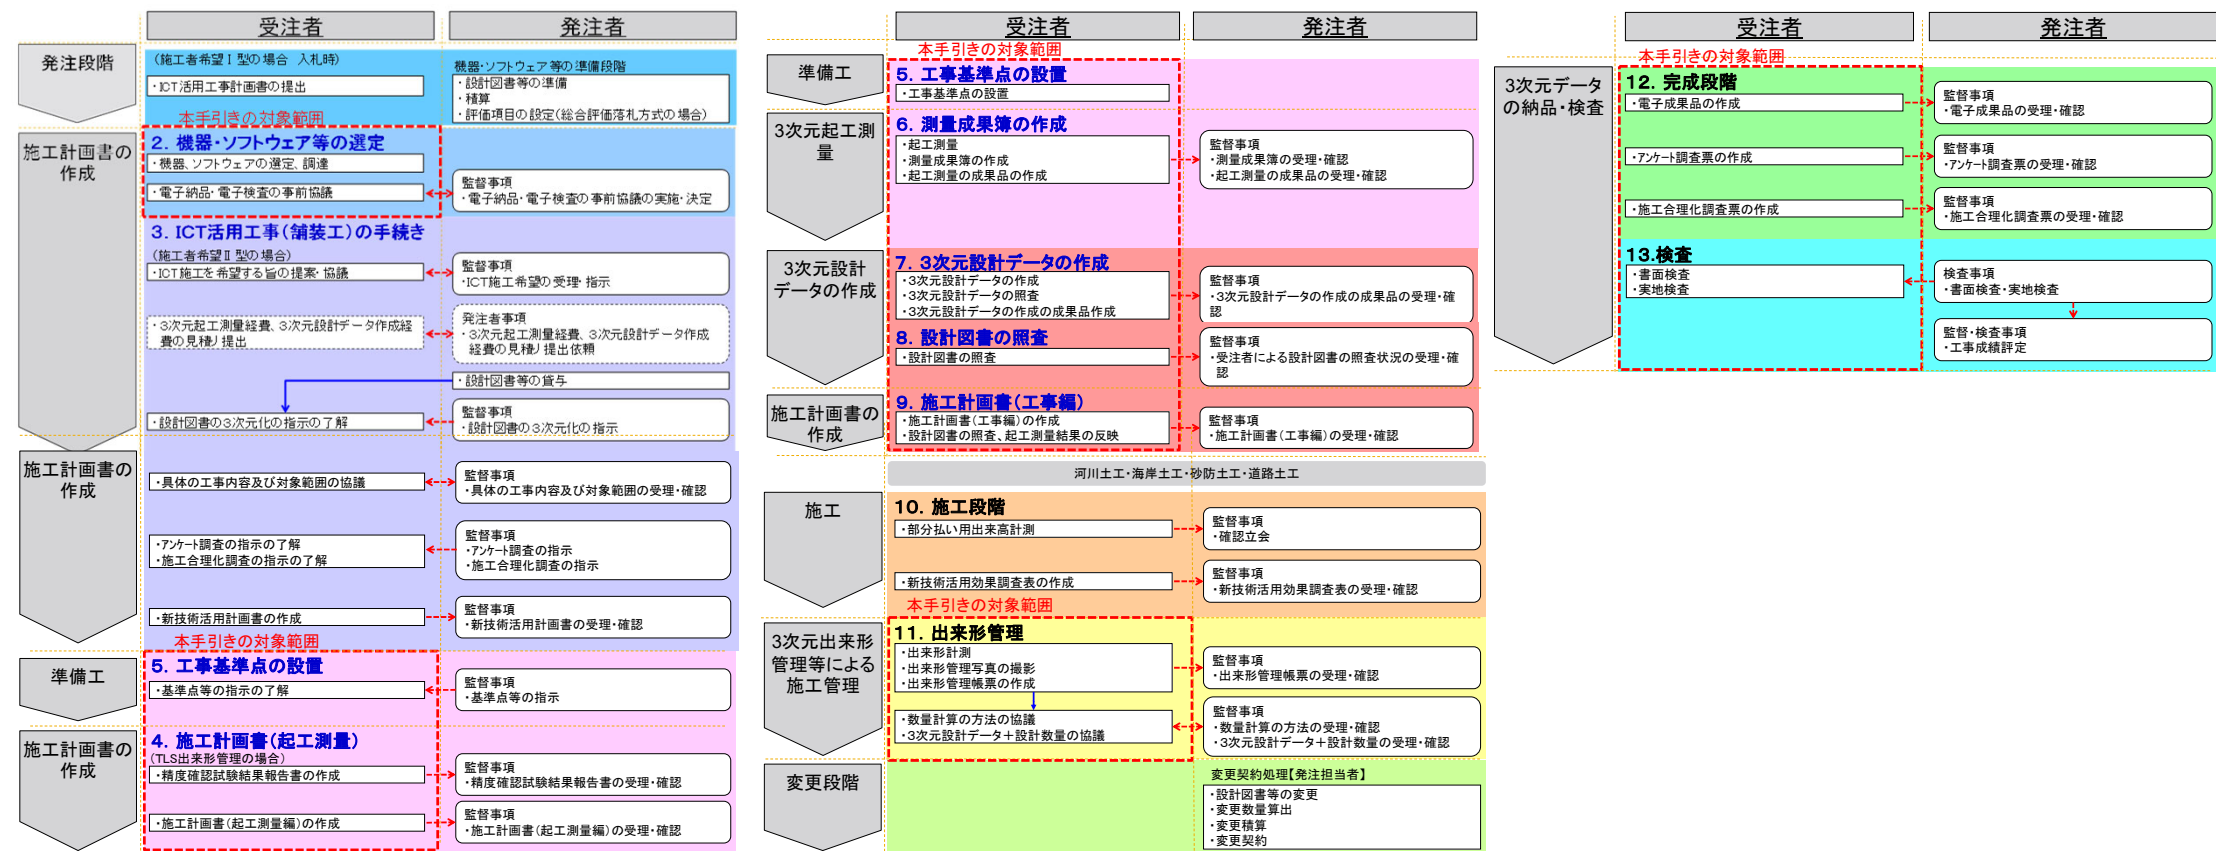 受注者
発注者
発注段階
(施工者希望Ⅰ型の場合 入札時)
・ICT活用工事計画書の提出
機器・ソフトウェア等の準備段階
・設計図書等の準備
・積算
・評価項目の設定(総合評価落札方式の場合)
本手引きの対象範囲
施工計画書の
作成
2. 機器・ソフトウェア等の選定
・機器、ソフトウェアの選定、調達
・電子納品・電子検査の事前協議
監督事項
・電子納品・電子検査の事前協議の実施・決定
3. ICT活用工事(舗装工)の手続き
(施工者希望Ⅱ型の場合)
・ICT施工を希望する旨の提案・協議
監督事項
・ICT施工希望の受理・指示
・3次元起工測量経費、3次元設計データ作成経
費の見積り提出
発注者事項
・3次元起工測量経費、3次元設計データ作成
経費の見積り提出依頼
・設計図書等の貸与
・設計図書の3次元化の指示の了解
監督事項
・設計図書の3次元化の指示
施工計画書の
作成
・具体の工事内容及び対象範囲の協議
監督事項
・具体の工事内容及び対象範囲の受理・確認
・アンケート調査の指示の了解
・施工合理化調査の指示の了解
監督事項
・アンケート調査の指示
・施工合理化調査の指示
・新技術活用計画書の作成
監督事項
・新技術活用計画書の受理・確認
本手引きの対象範囲
準備工
5. 工事基準点の設置
・基準点等の指示の了解
監督事項
・基準点等の指示
施工計画書の
作成
4. 施工計画書(起工測量)
(TLS出来形管理の場合)
・精度確認試験結果報告書の作成
監督事項
・精度確認試験結果報告書の受理・確認
・施工計画書(起工測量編)の作成
監督事項
・施工計画書(起工測量編)の受理・確認
受注者
発注者
本手引きの対象範囲
準備工
5. 工事基準点の設置
・工事基準点の設置
3次元起工測
量
6. 測量成果簿の作成
・起工測量
・測量成果簿の作成
・起工測量の成果品の作成
監督事項
・測量成果簿の受理・確認
・起工測量の成果品の受理・確認
3次元設計
データの作成
7. 3次元設計データの作成
・3次元設計データの作成
・3次元設計データの照査
・3次元設計データの作成の成果品作成
監督事項
・3次元設計データの作成の成果品の受理・確
認
8. 設計図書の照査
・設計図書の照査
監督事項
・受注者による設計図書の照査状況の受理・確
認
施工計画書の
作成
9. 施工計画書(工事編)
・施工計画書(工事編)の作成
・設計図書の照査、起工測量結果の反映
監督事項
・施工計画書(工事編)の受理・確認
河川土工・海岸土工・砂防土工・道路土工
施工
10. 施工段階
・部分払い用出来高計測
監督事項
・確認立会
・新技術活用効果調査表の作成
監督事項
・新技術活用効果調査表の受理・確認
本手引きの対象範囲
3次元出来形
管理等による
施工管理
11. 出来形管理
・出来形計測
・出来形管理写真の撮影
・出来形管理帳票の作成
監督事項
・出来形管理帳票の受理・確認
・数量計算の方法の協議
・3次元設計データ+設計数量の協議
監督事項
・数量計算の方法の受理・確認
・3次元設計データ+設計数量の受理・確認
変更段階
変更契約処理【発注担当者】
・設計図書等の変更
・変更数量算出
・変更積算
・変更契約
受注者
発注者
本手引きの対象範囲
3次元データ
の納品・検査
12. 完成段階
・電子成果品の作成
監督事項
・電子成果品の受理・確認
・アンケート調査票の作成
監督事項
・アンケート調査票の受理・確認
・施工合理化調査票の作成
監督事項
・施工合理化調査票の受理・確認
13.検査
・書面検査
・実地検査
検査事項
・書面検査・実地検査
監督・検査事項
・工事成績評定